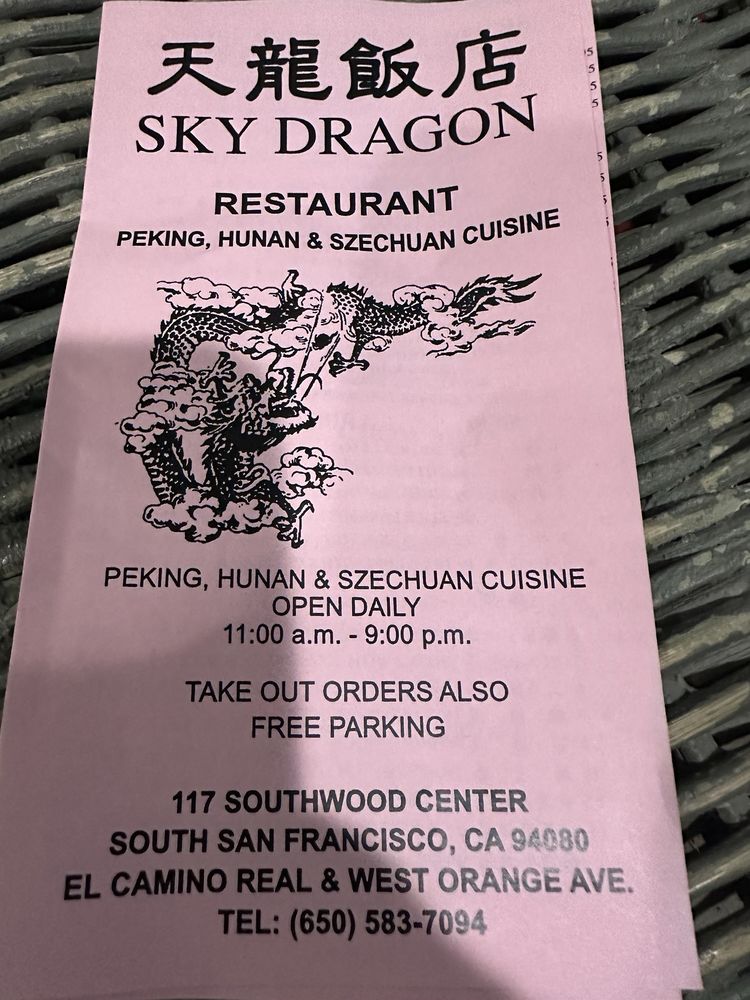 天龍飯店
SKY DRAGON
RESTAURANT
PEKING, HUNAN & SZECHUAN CUISINE
PEKING, HUNAN & SZECHUAN CUISINE
OPEN DAILY
11:00 a.m. - 9:00 p.m.
TAKE OUT ORDERS ALSO
FREE PARKING
117 SOUTHWOOD CENTER
SOUTH SAN FRANCISCO, CA 94080
EL CAMINO REAL & WEST ORANGE AVE.
TEL: (650) 583-7094